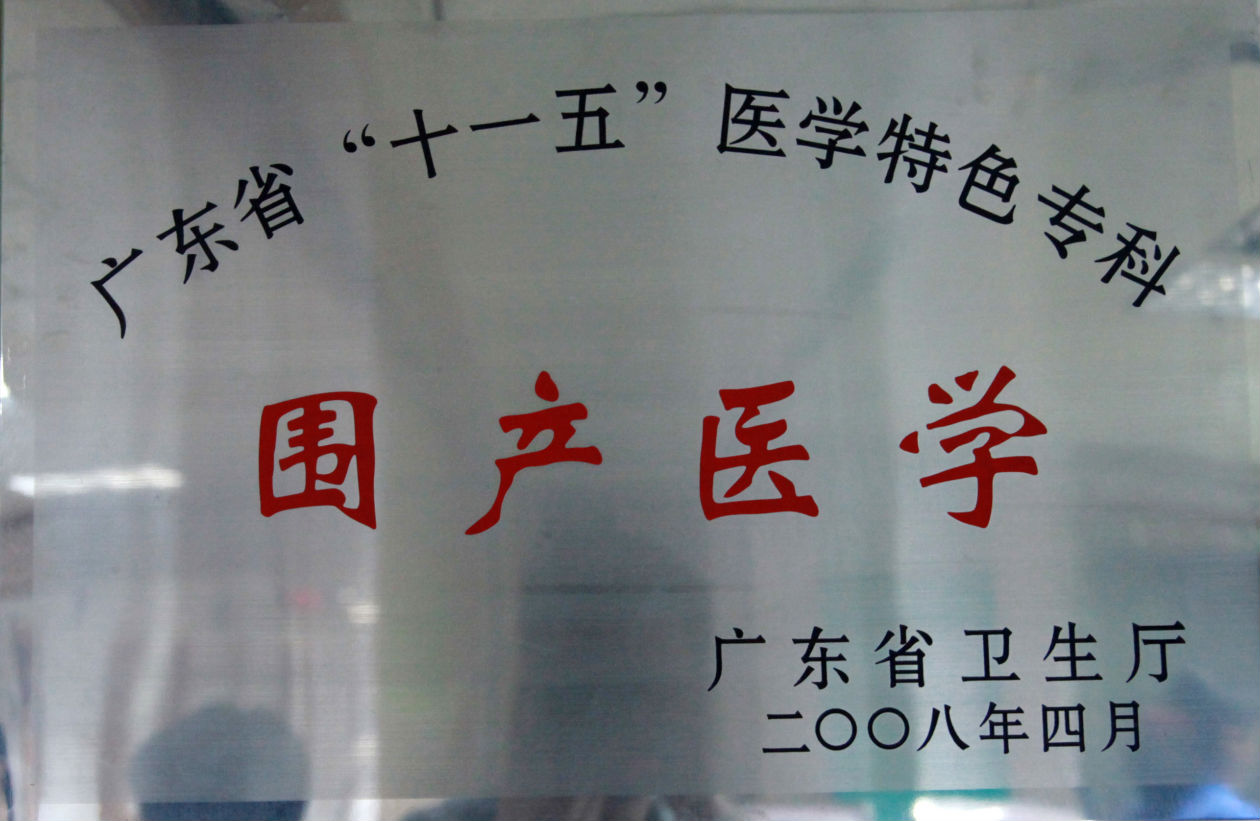 广东省“十一五”医学特色专科
围产医学
广东省卫生厅
二〇〇八年四月